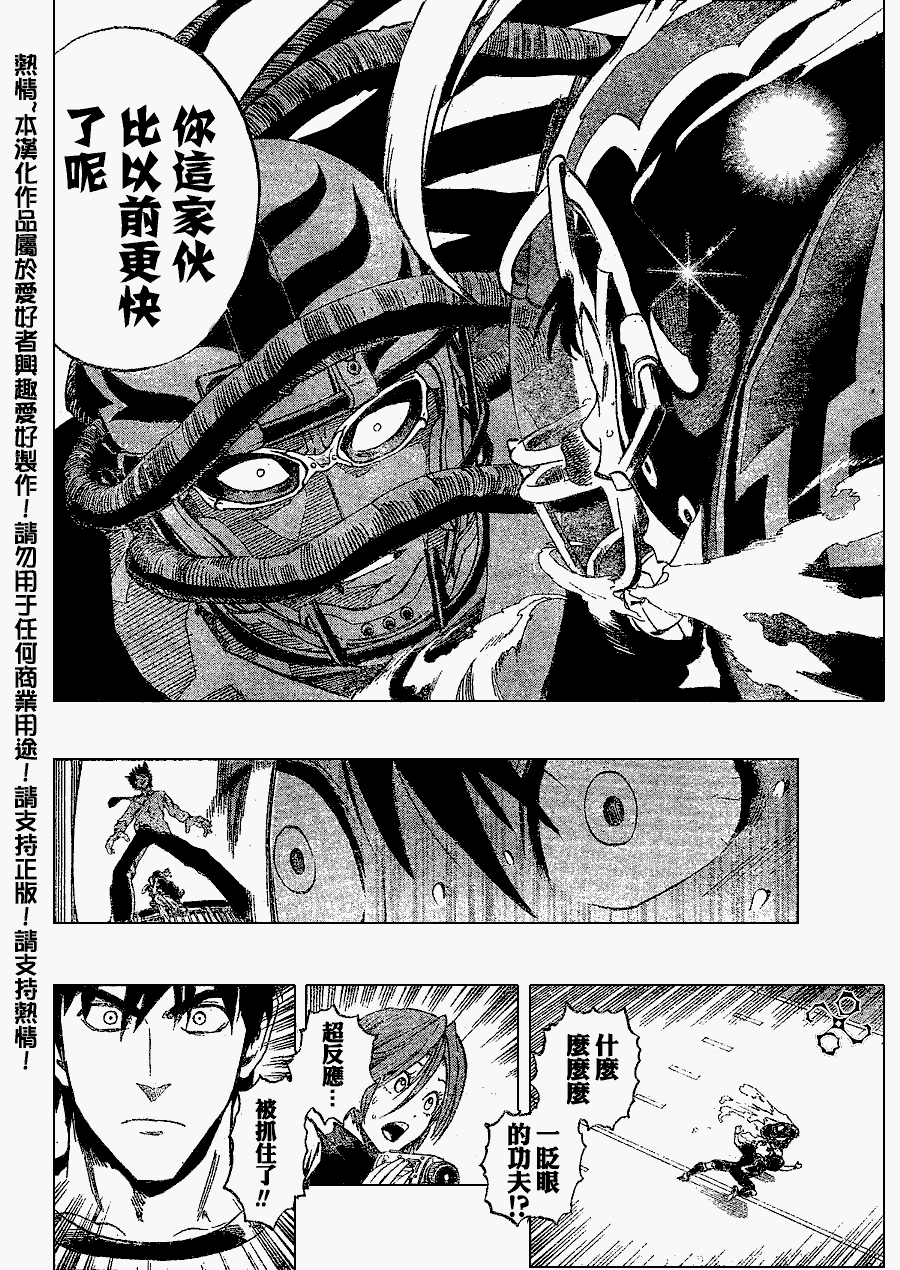 你這家伙
比以前更快
了呢
什麼
麼麼麼
一眨眼
的功夫!?
超反應…
被抓住了!!
熱情、本漢化作品屬於愛好者興趣愛好製作！請勿用于任何商業用途！請支持正版！請支持熱情！